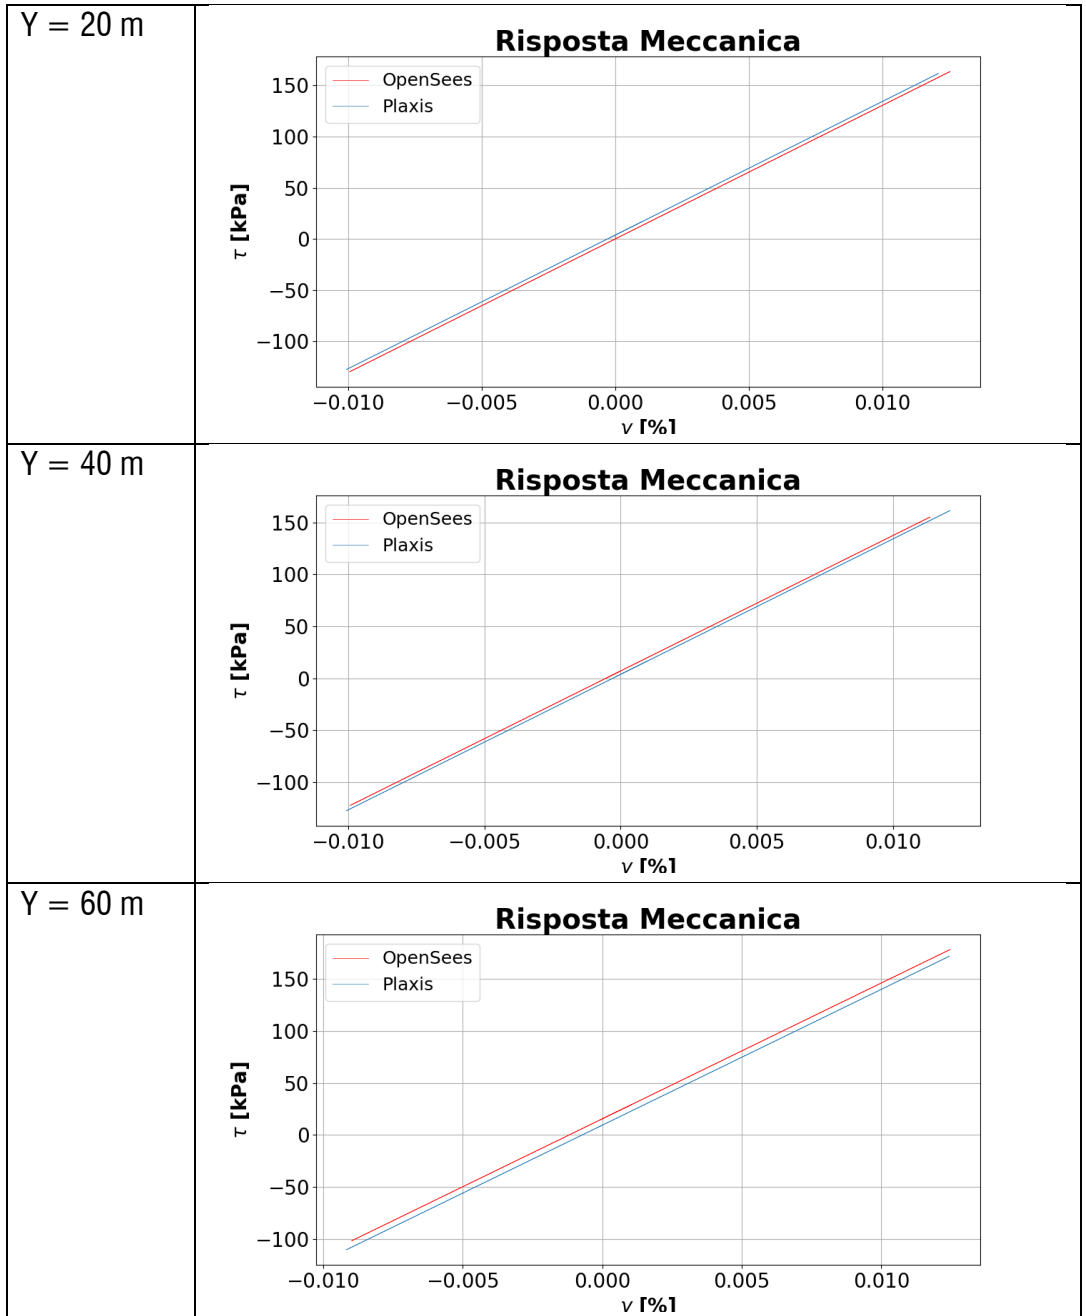 Y = 20 m
Risposta Meccanica
OpenSees
Plaxis
150
100
50
0
−50
−100
τ [kPa]
−0.010 −0.005 0.000 0.005 0.010
γ [%]
Y = 40 m
Risposta Meccanica
OpenSees
Plaxis
150
100
50
0
−50
−100
τ [kPa]
−0.010 −0.005 0.000 0.005 0.010
γ [%]
Y = 60 m
Risposta Meccanica
OpenSees
Plaxis
150
100
50
0
−50
−100
τ [kPa]
−0.010 −0.005 0.000 0.005 0.010
γ [%]